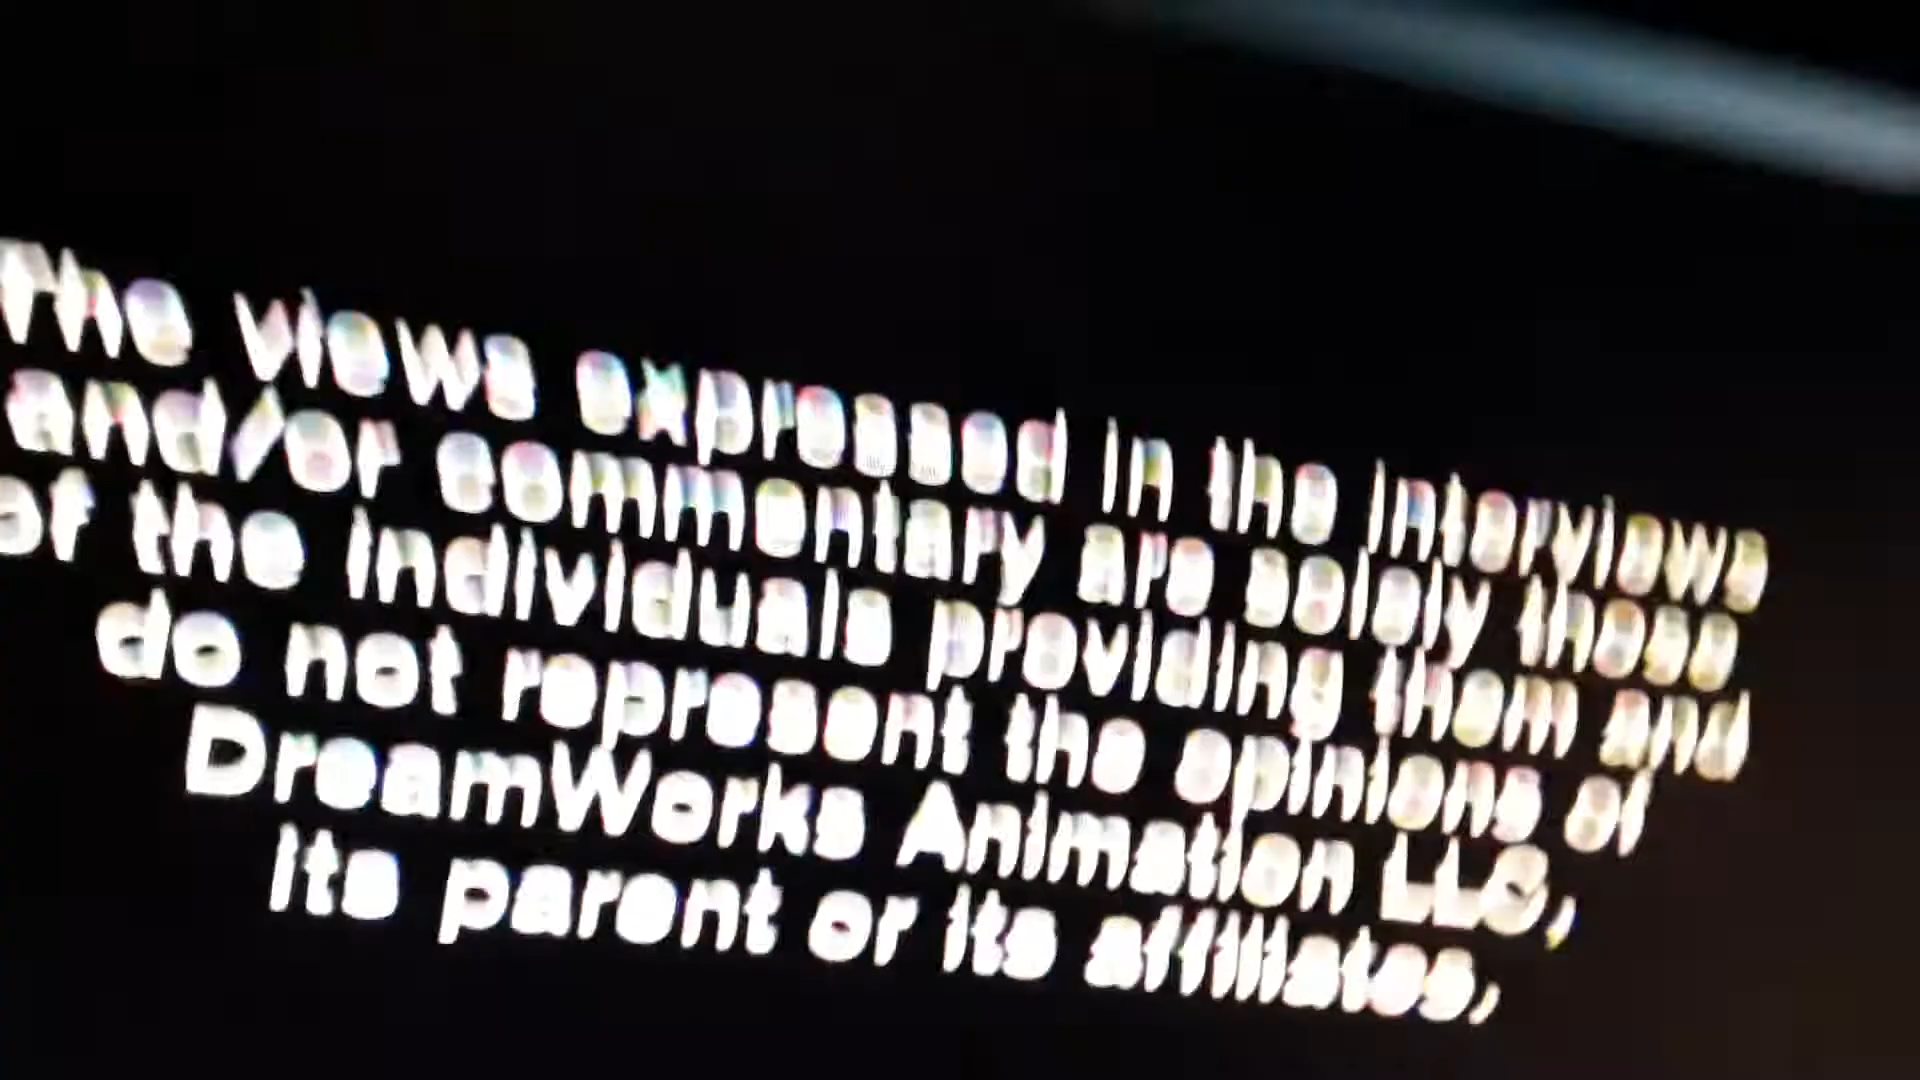 The views expressed in the interviews
and/or commentary are solely those
of the individuals providing them and
do not represent the opinions of
DreamWorks Animation LLC,
its parent or its affiliates,